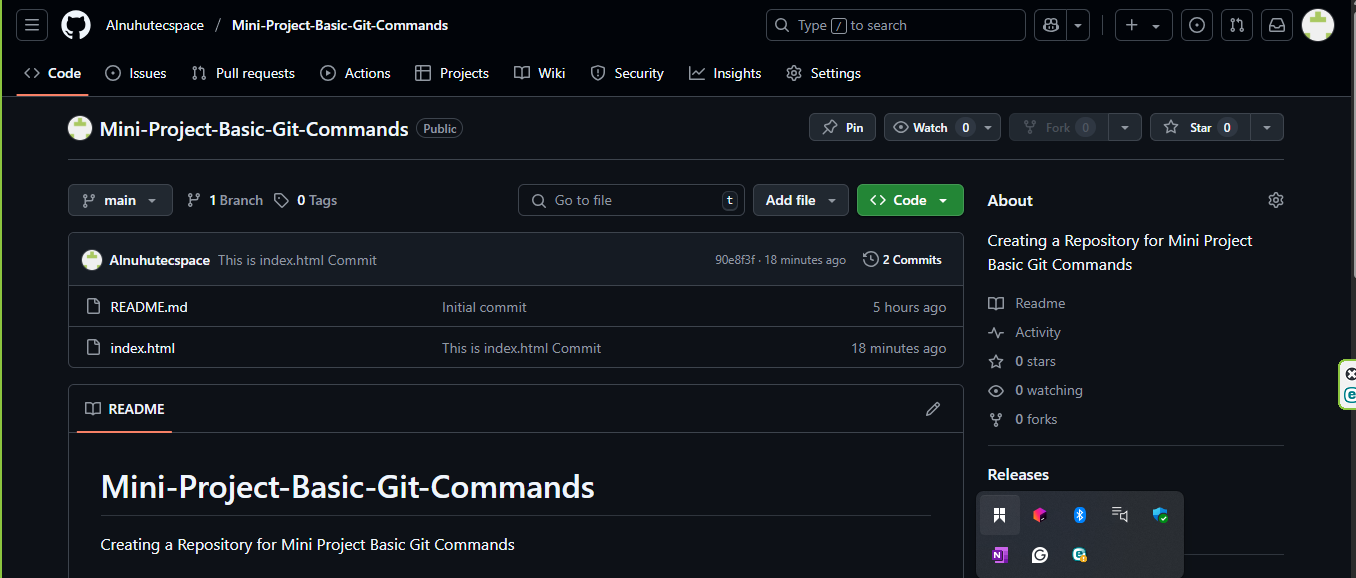 Alnuhutecspace / Mini-Project-Basic-Git-Commands
Type / to search
Code Issues Pull requests Actions Projects Wiki Security Insights Settings
Mini-Project-Basic-Git-Commands Public
Pin Watch 0 Fork 0 Star 0
main 1 Branch 0 Tags
Go to file t Add file Code
Alnuhutecspace This is index.html Commit 90e8f3f · 18 minutes ago 2 Commits
README.md Initial commit 5 hours ago
index.html This is index.html Commit 18 minutes ago
README
Mini-Project-Basic-Git-Commands
Creating a Repository for Mini Project Basic Git Commands
About
Creating a Repository for Mini Project
Basic Git Commands
Readme
Activity
0 stars
0 watching
0 forks
Releases